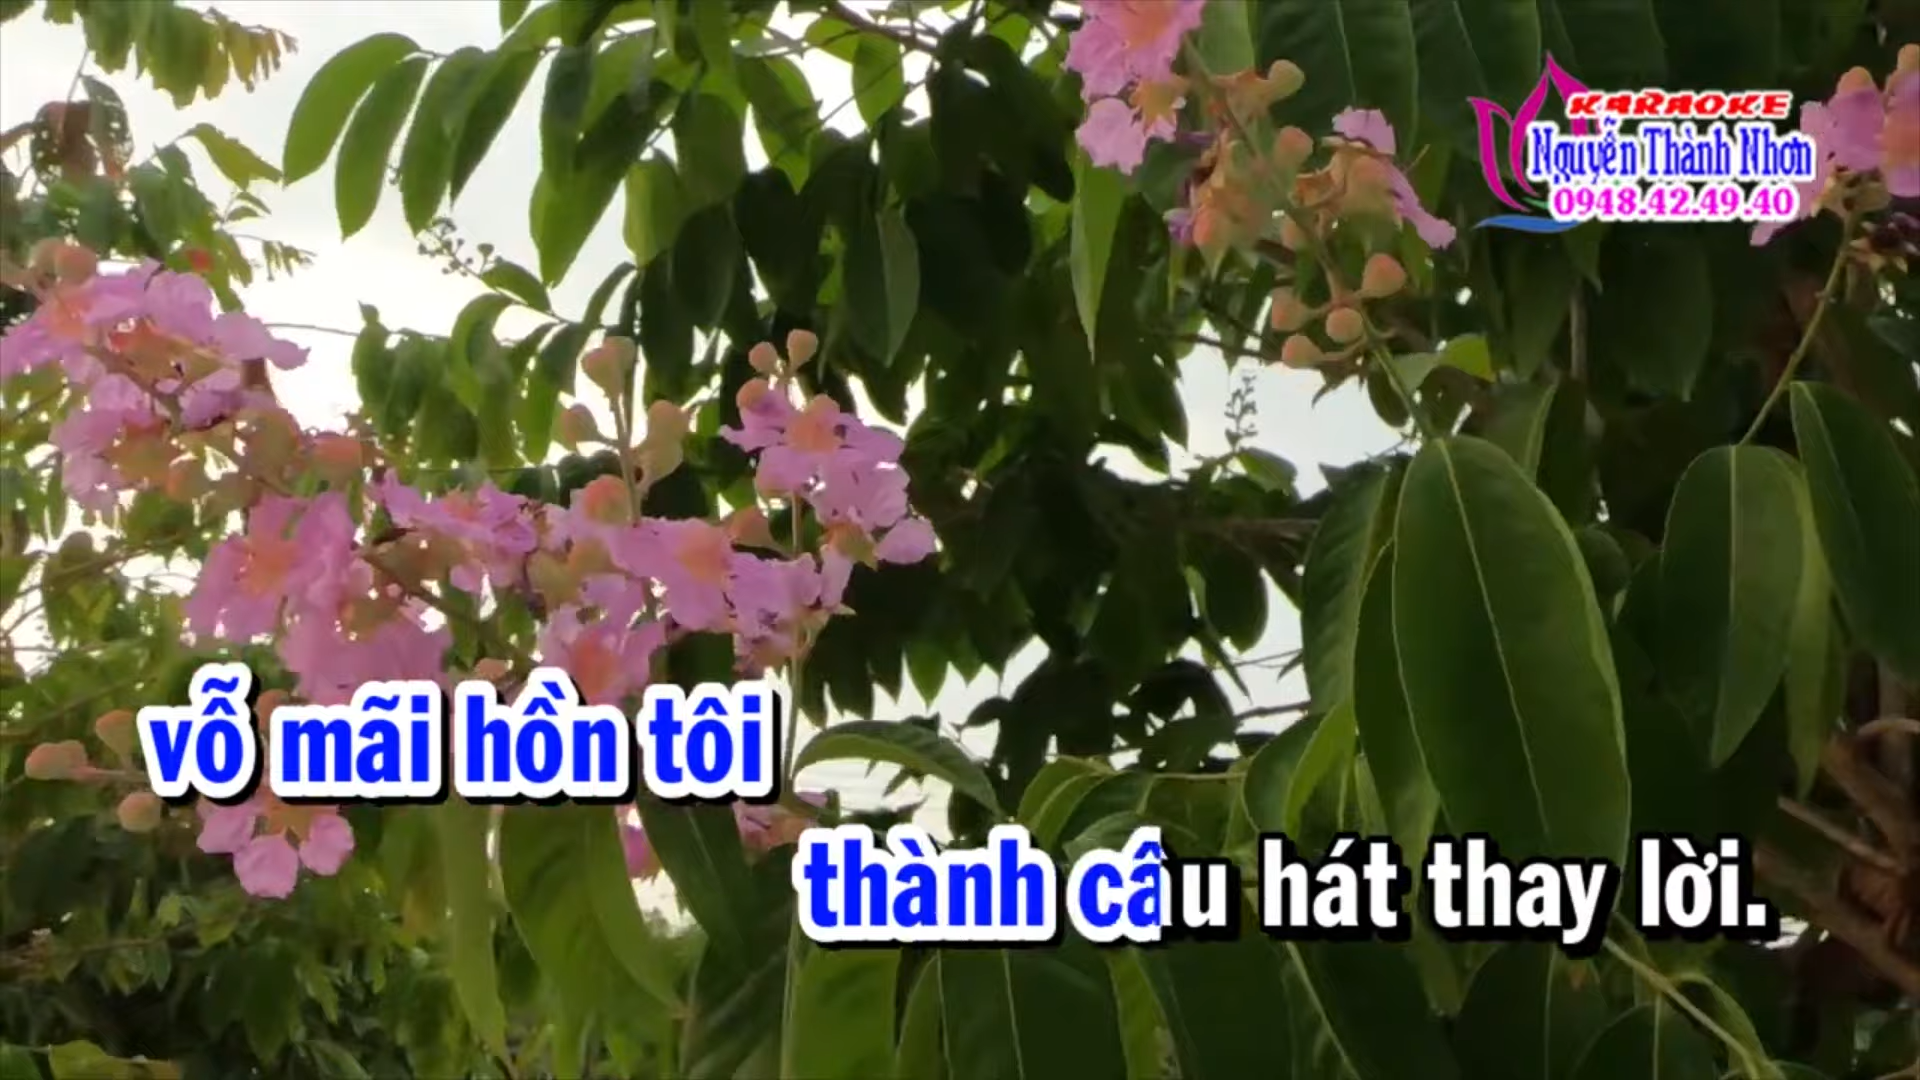 KARAOKE
Nguyễn Thành Nhơn
0948.42.49.40
vỗ mãi hồn tôi
thành câu hát thay lời.